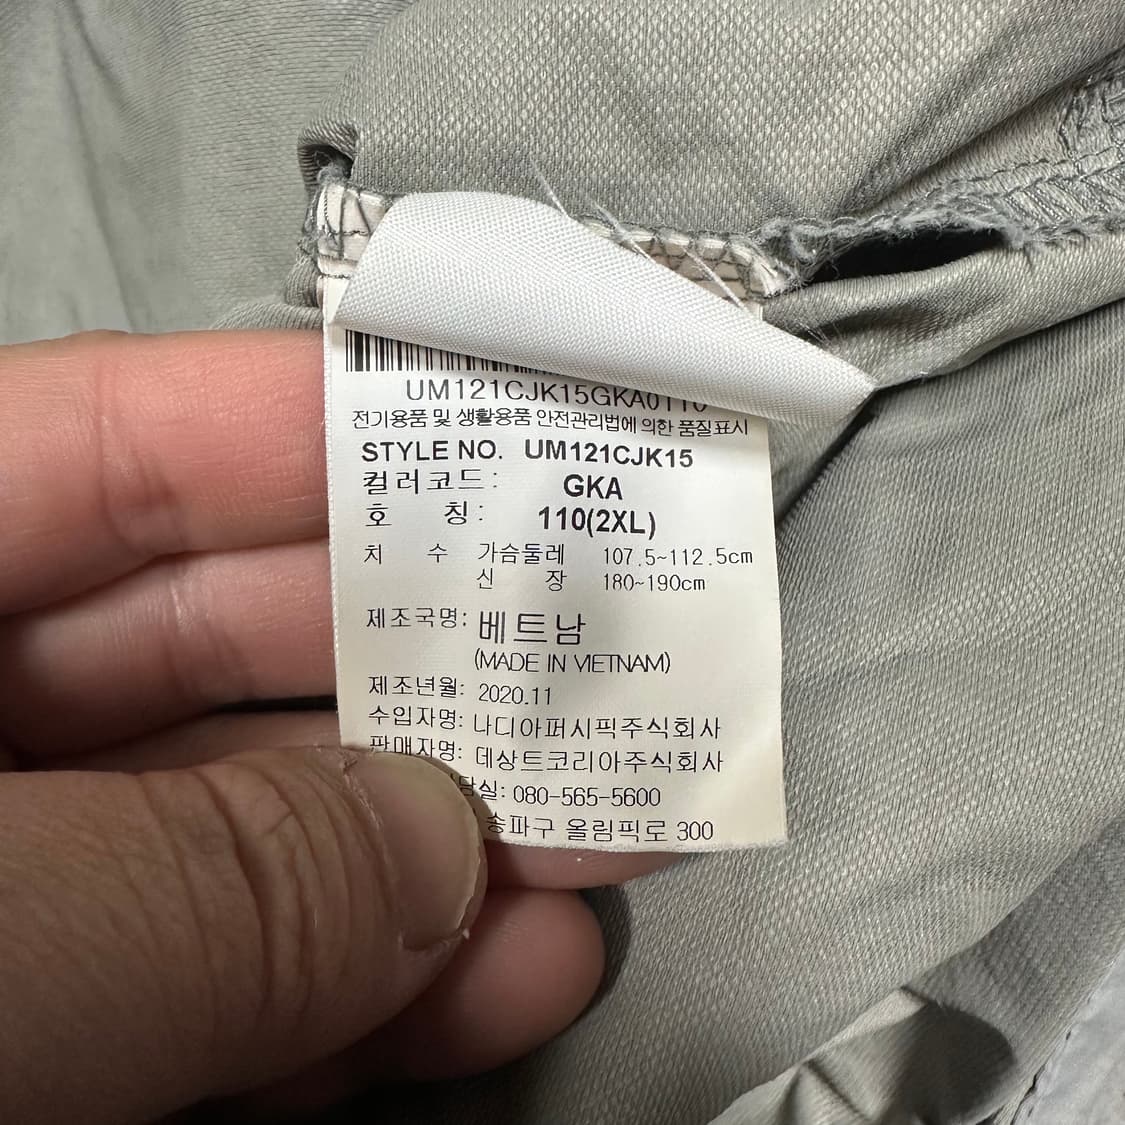 UM121CJK15GKA0110
전기용품 및 생활용품 안전관리법에 의한 품질표시
STYLE NO. UM121CJK15
컬러코드: GKA
호 칭: 110(2XL)
치 수 가슴둘레 107.5~112.5cm
신 장 180~190cm
제조국명: 베트남
(MADE IN VIETNAM)
제조년월: 2020.11
수입자명: 나디아퍼시픽주식회사
판매자명: 데상트코리아주식회사
080-565-5600
송파구 올림픽로 300